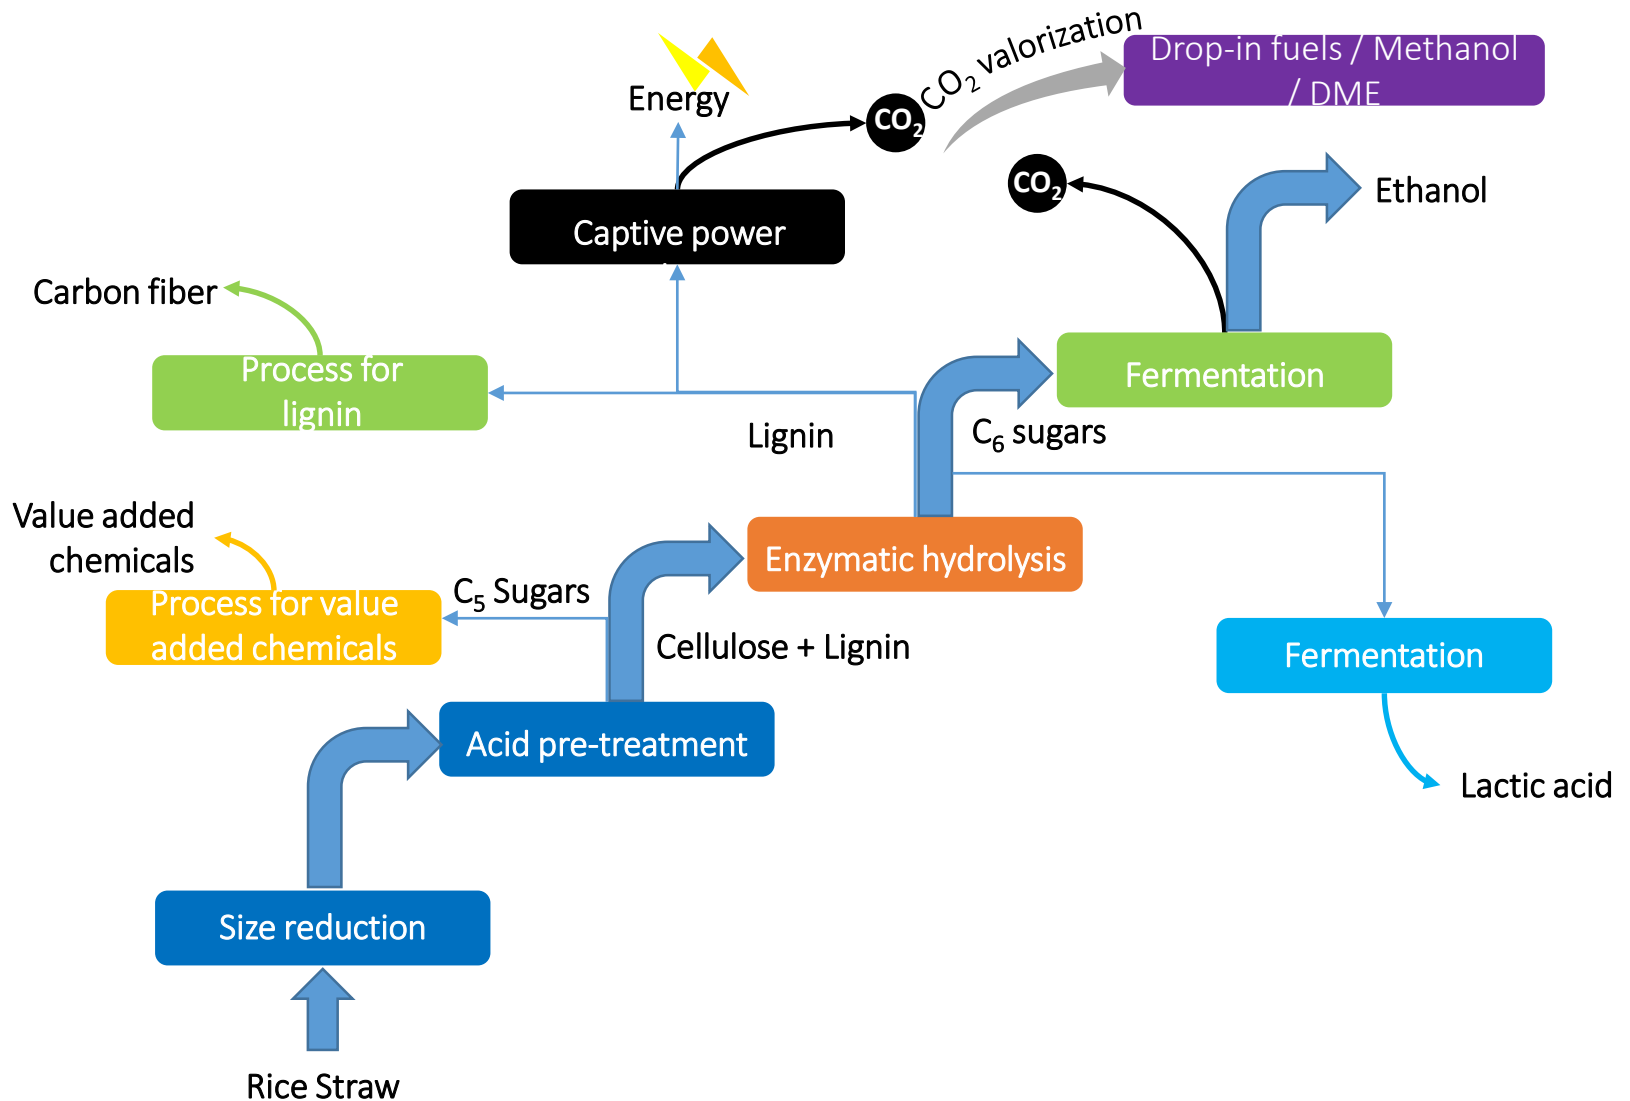 CO2 valorization
Drop-in fuels / Methanol
/ DME
Energy
CO2
CO2
Ethanol
Captive power
Carbon fiber
Process for
lignin
Fermentation
Lignin
C6 sugars
Value added
chemicals
Enzymatic hydrolysis
C5 Sugars
Process for value
added chemicals
Cellulose + Lignin
Fermentation
Acid pre-treatment
Lactic acid
Size reduction
Rice Straw